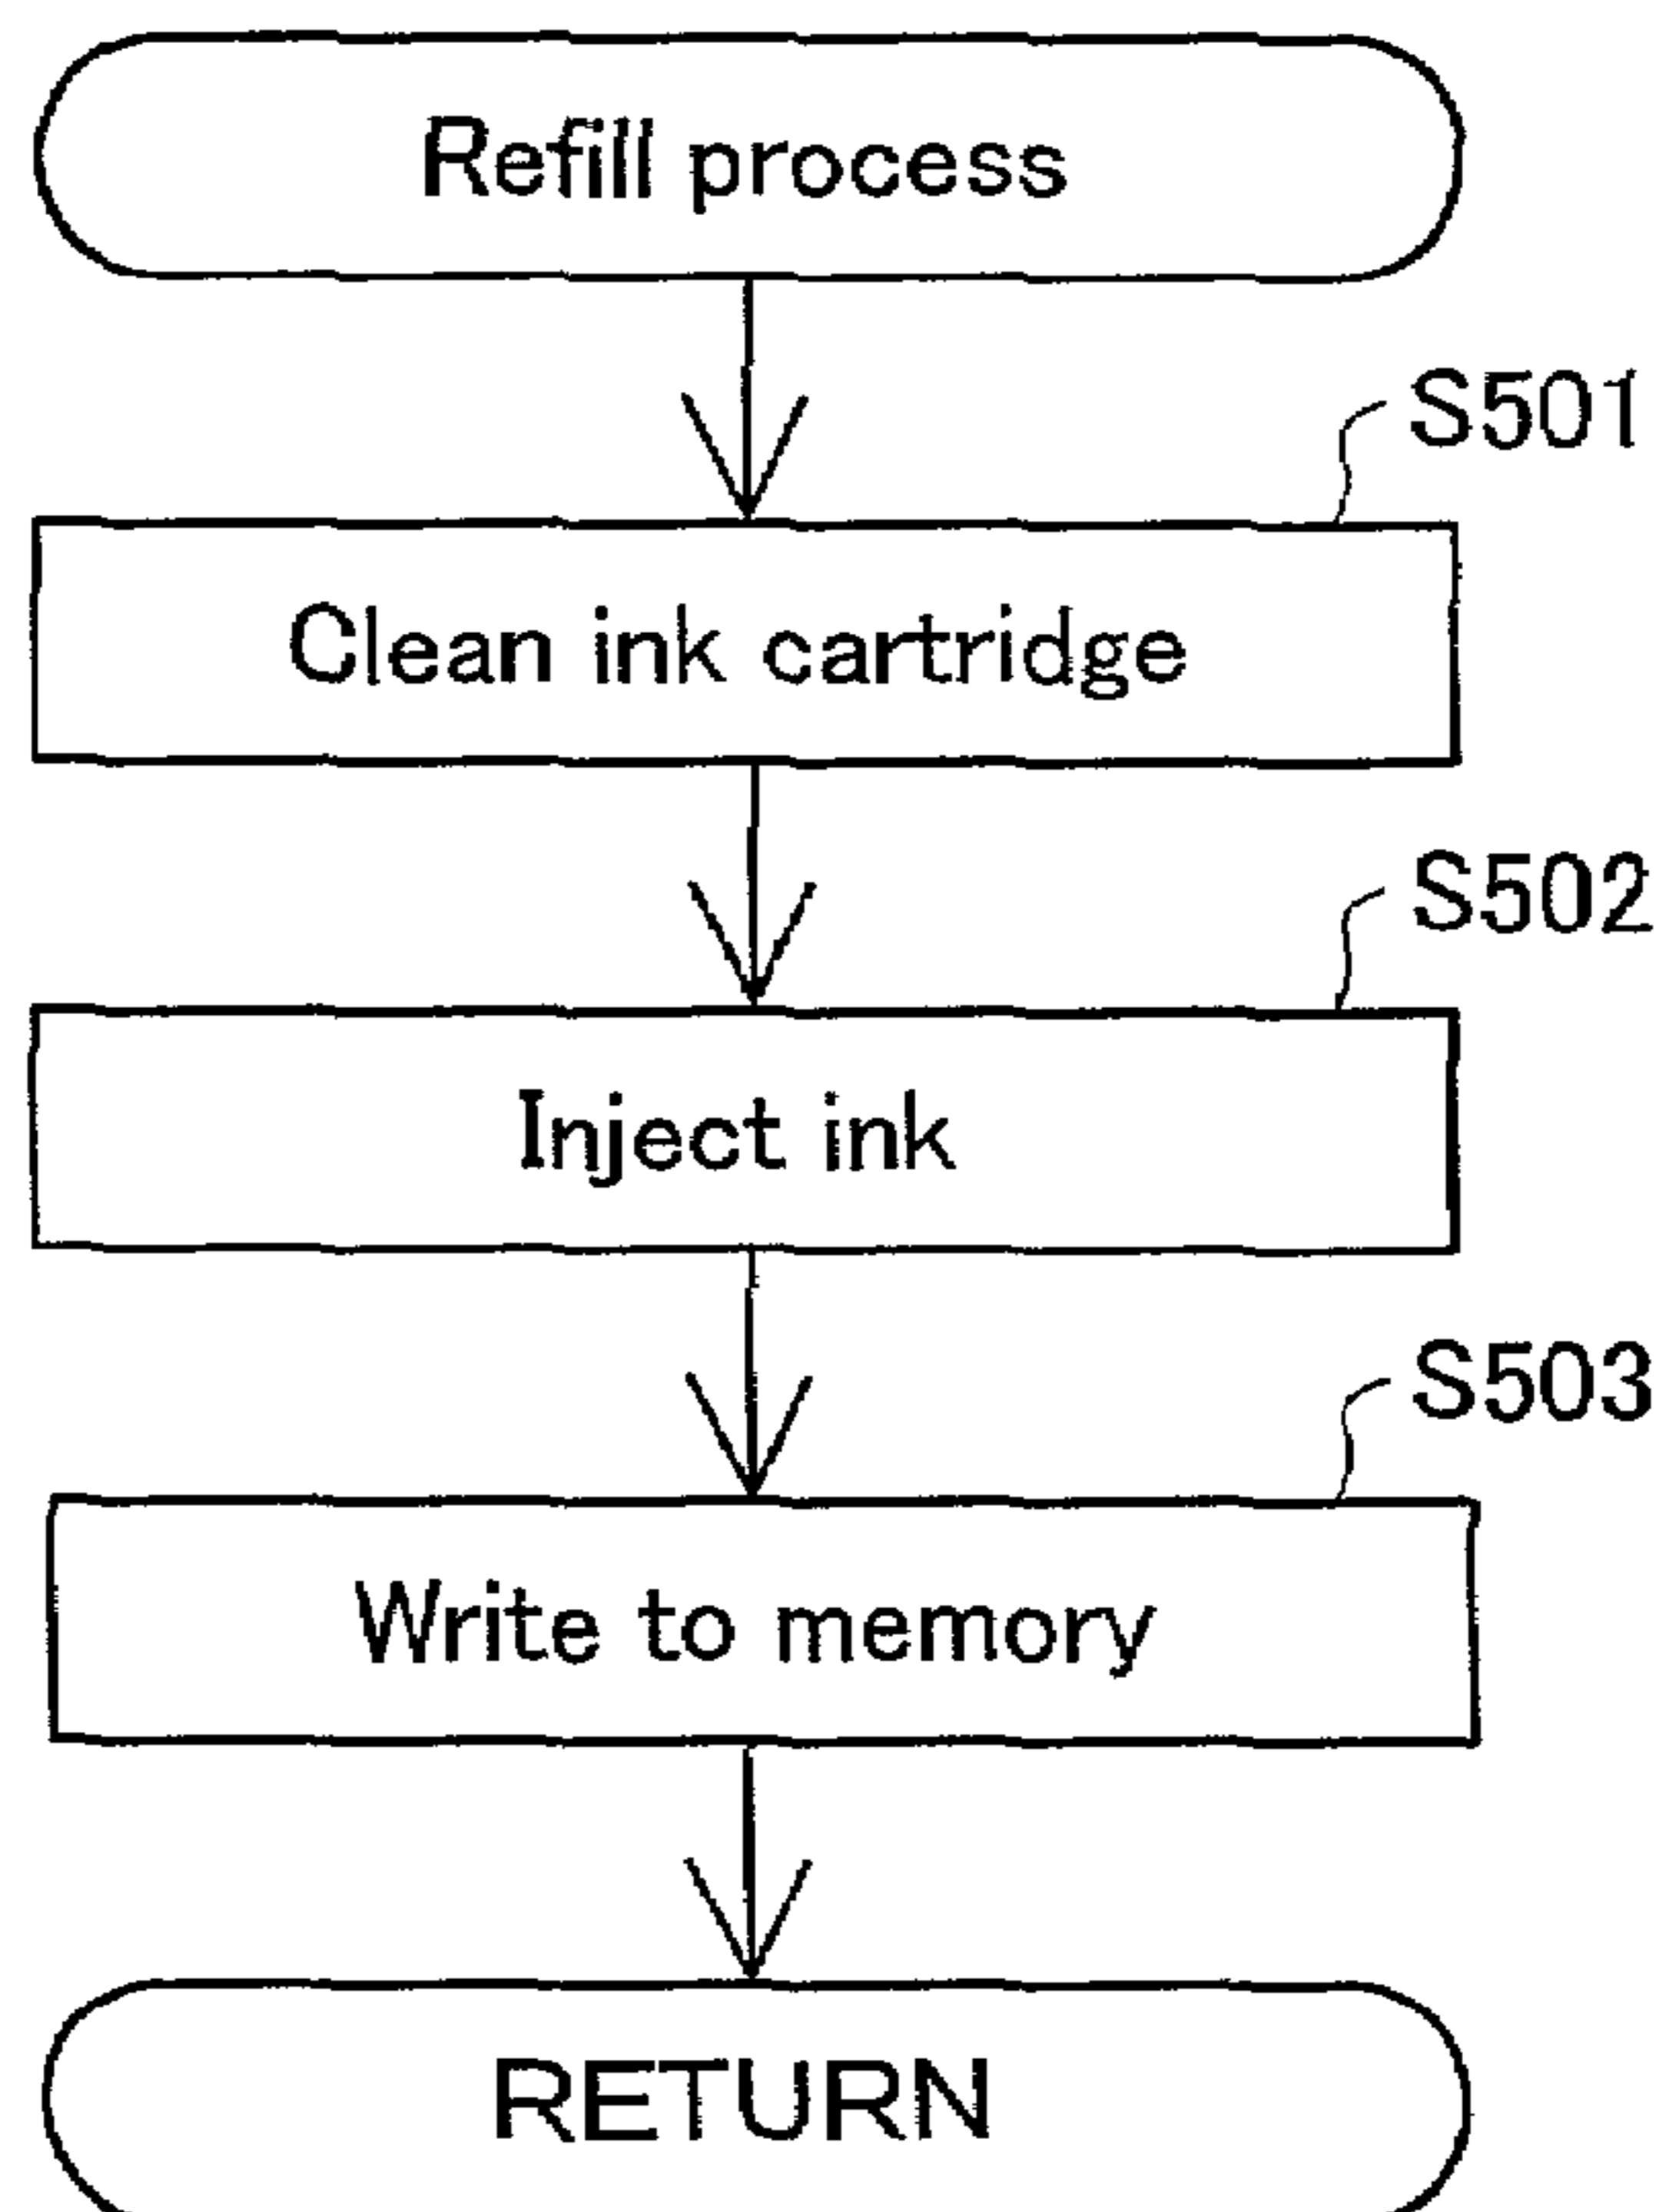 Refill process
S501
Clean ink cartridge
S502
Inject ink
S503
Write to memory
RETURN